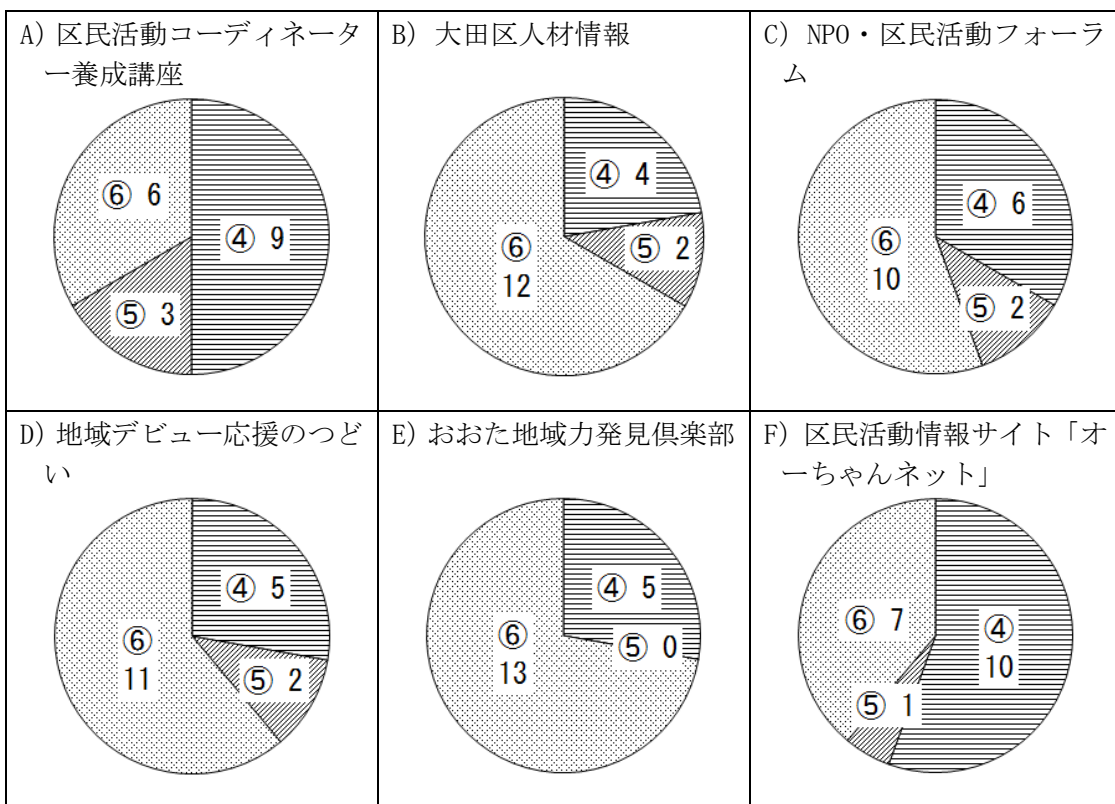 A) 区民活動コーディネータ
ー養成講座
⑥ 6
④ 9
⑤ 3
B) 大田区人材情報
④ 4
⑤ 2
⑥
12
C) NPO・区民活動フォーラ
ム
④ 6
⑥
10
⑤ 2
D) 地域デビュー応援のつど
い
④ 5
⑥
11
⑤ 2
E) おおた地域力発見倶楽部
④ 5
⑤ 0
⑥
13
F) 区民活動情報サイト「オ
ーちゃんネット」
⑥ 7
④
10
⑤ 1